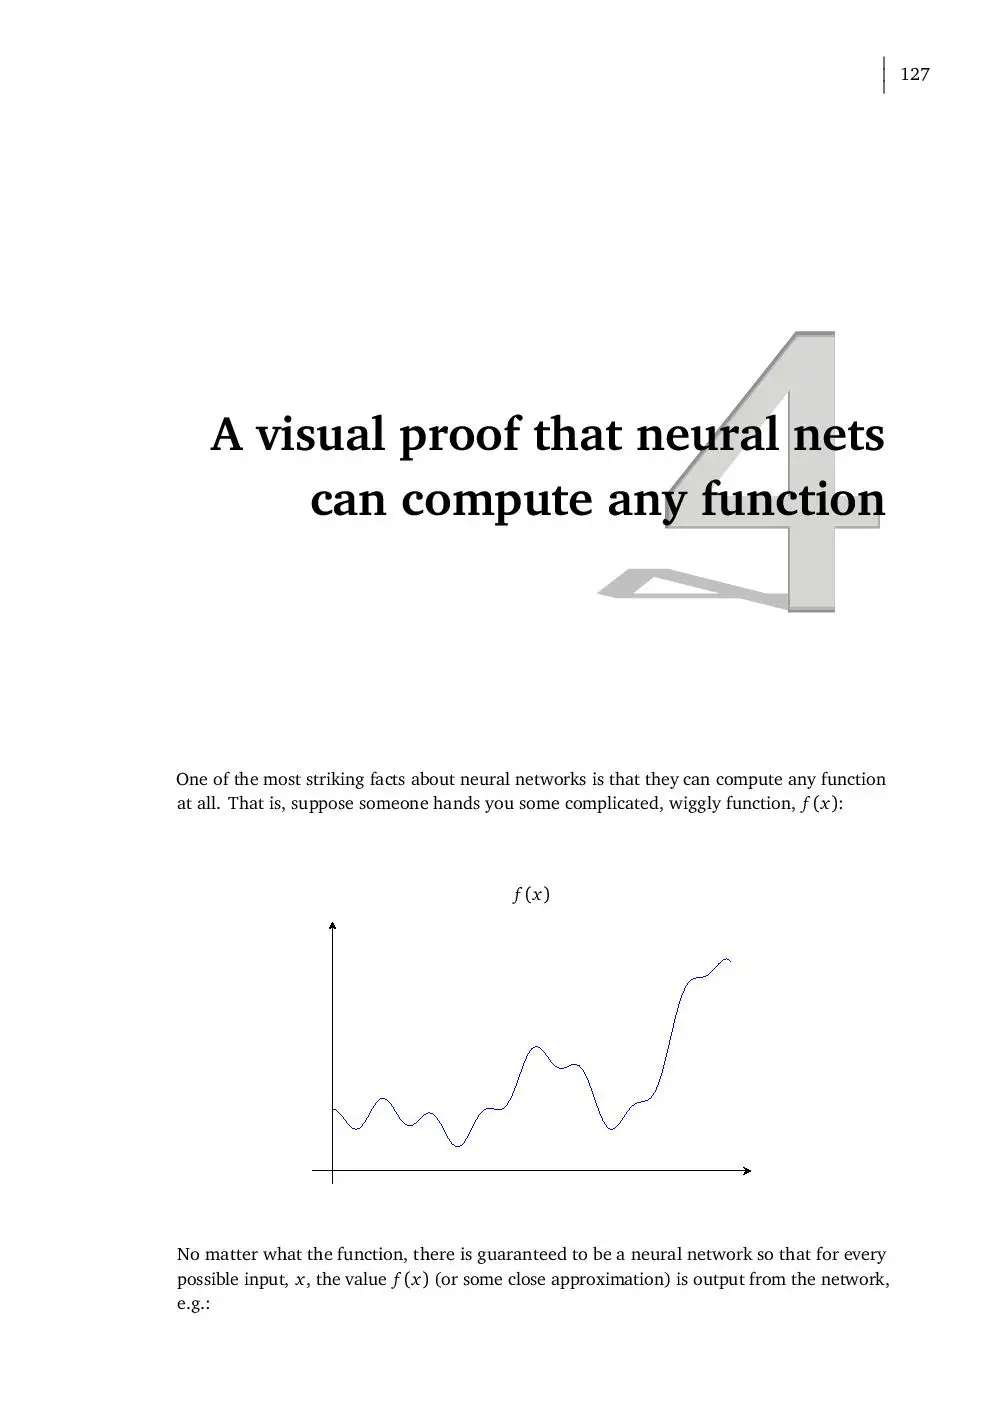 127
4
A visual proof that neural nets
can compute any function
One of the most striking facts about neural networks is that they can compute any function
at all. That is, suppose someone hands you some complicated, wiggly function, f(x):
f(x)
No matter what the function, there is guaranteed to be a neural network so that for every
possible input, x, the value f(x) (or some close approximation) is output from the network,
e.g.: